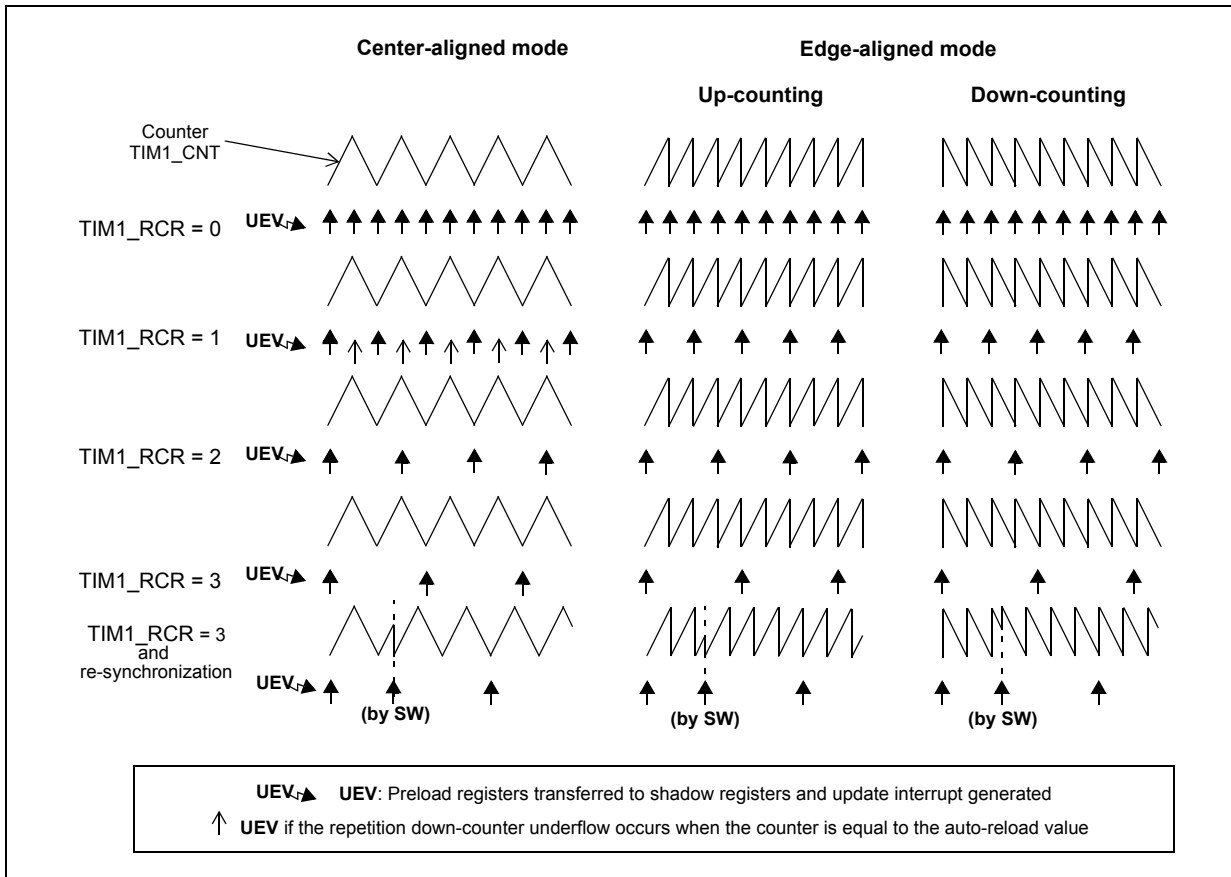 Center-aligned mode
Edge-aligned mode
Up-counting
Down-counting
Counter
TIM1_CNT
TIM1_RCR = 0
UEV
TIM1_RCR = 1
UEV
TIM1_RCR = 2
UEV
TIM1_RCR = 3
UEV
TIM1_RCR = 3
and
re-synchronization
UEV
(by SW)
(by SW)
(by SW)
UEV UEV: Preload registers transferred to shadow registers and update interrupt generated
UEV if the repetition down-counter underflow occurs when the counter is equal to the auto-reload value